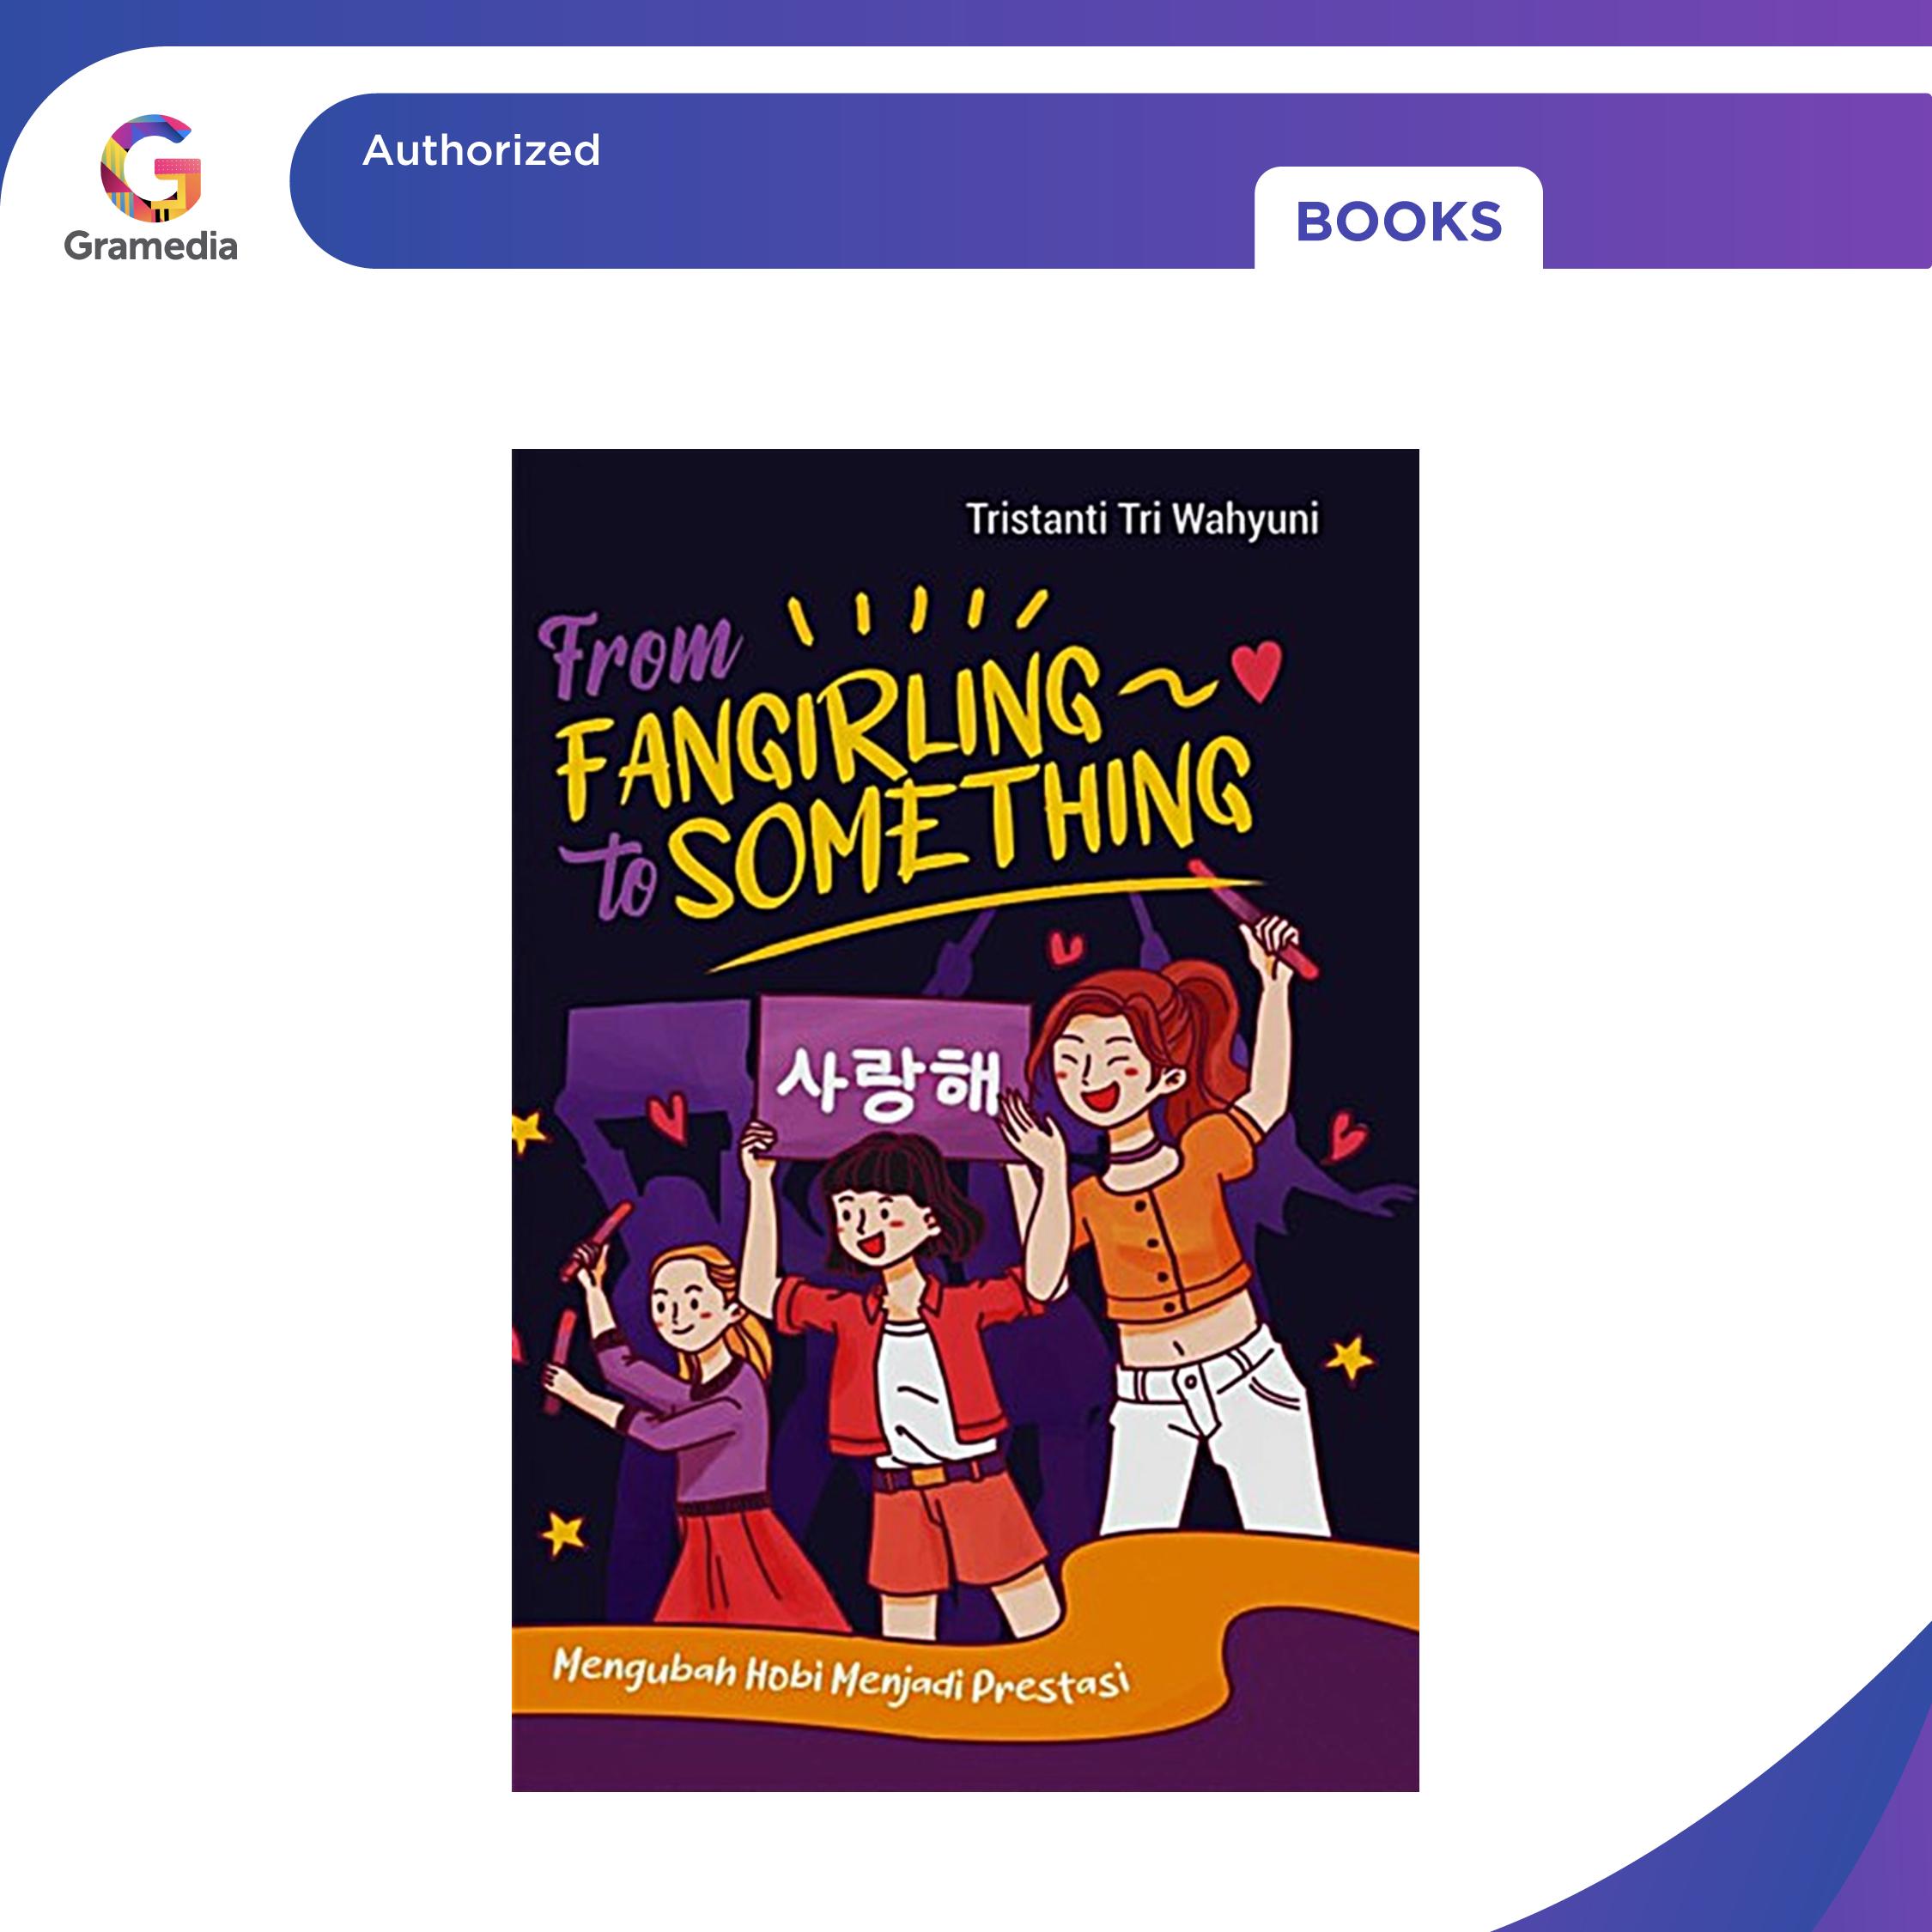 Gramedia
Authorized
BOOKS
Tristanti Tri Wahyuni
From
FANGIRLING
to SOMETHING
사랑해
Mengubah Hobi Menjadi Prestasi